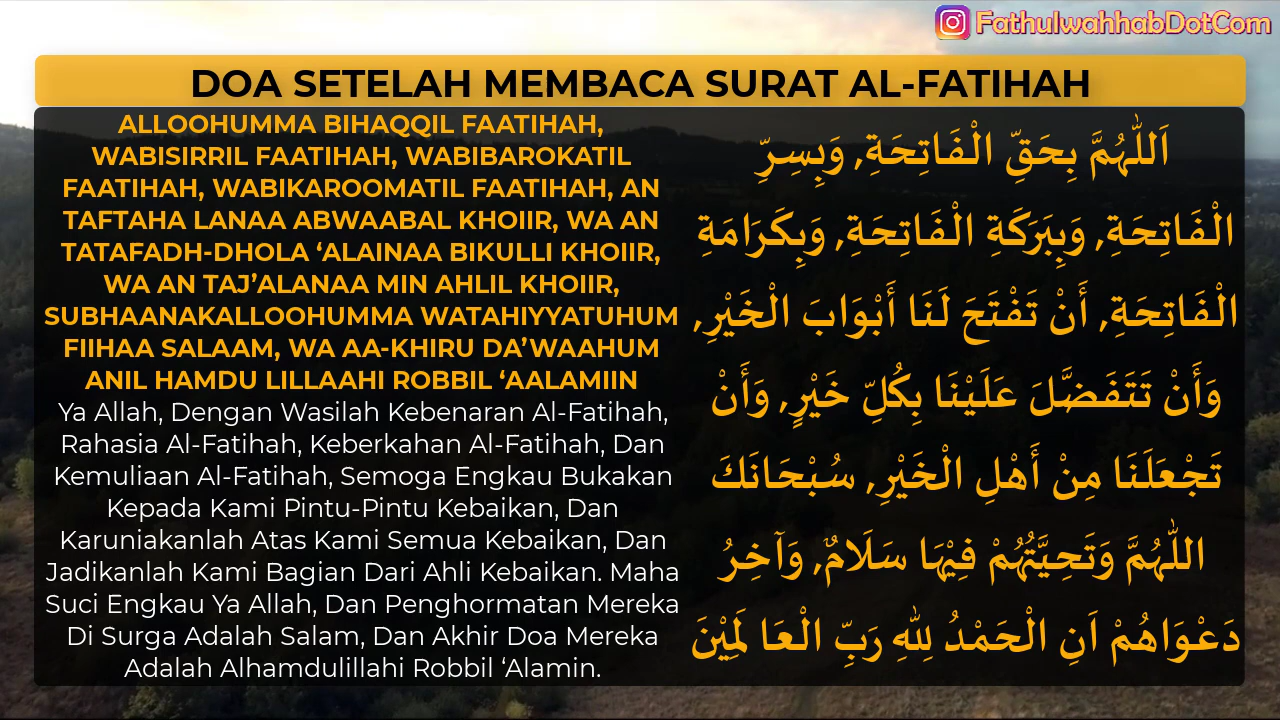 FathulwahhabDotCom
DOA SETELAH MEMBACA SURAT AL-FATIHAH
ALLOOHUMMA BIHAQQIL FAATIHAH,
WABISIRRIL FAATIHAH, WABIBAROKATIL
FAATIHAH, WABIKAROOMATIL FAATIHAH, AN
TAFTAHA LANAA ABWAABAL KHOIIR, WA AN
TATAFADH-DHOLA ‘ALAINAA BIKULLI KHOIIR,
WA AN TAJ’ALANAA MIN AHLIL KHOIIR,
SUBHAANAKALLOOHUMMA WATAHIYYATUHUM
FIIHAA SALAAM, WA AA-KHIRU DA’WAAHUM
ANIL HAMDU LILLAAHI ROBBIL ‘AALAMIIN
Ya Allah, Dengan Wasilah Kebenaran Al-Fatihah,
Rahasia Al-Fatihah, Keberkahan Al-Fatihah, Dan
Kemuliaan Al-Fatihah, Semoga Engkau Bukakan
Kepada Kami Pintu-Pintu Kebaikan, Dan
Karuniakanlah Atas Kami Semua Kebaikan, Dan
Jadikanlah Kami Bagian Dari Ahli Kebaikan. Maha
Suci Engkau Ya Allah, Dan Penghormatan Mereka
Di Surga Adalah Salam, Dan Akhir Doa Mereka
Adalah Alhamdulillahi Robbil ‘Alamin.
اَللّٰهُمَّ بِحَقِّ الْفَاتِحَةِ, وَبِسِرِّ
الْفَاتِحَةِ, وَبِبَرَكَةِ الْفَاتِحَةِ, وَبِكَرَامَةِ
الْفَاتِحَةِ, أَنْ تَفْتَحَ لَنَا أَبْوَابَ الْخَيْرِ,
وَأَنْ تَتَفَضَّلَ عَلَيْنَا بِكُلِّ خَيْرٍ, وَأَنْ
تَجْعَلَنَا مِنْ أَهْلِ الْخَيْرِ, سُبْحَانَكَ
اللّٰهُمَّ وَتَحِيَّتُهُمْ فِيْهَا سَلَامٌ, وَآخِرُ
دَعْوَاهُمْ اَنِ الْحَمْدُ لِلّٰهِ رَبِّ الْعَا لَمِيْنَ